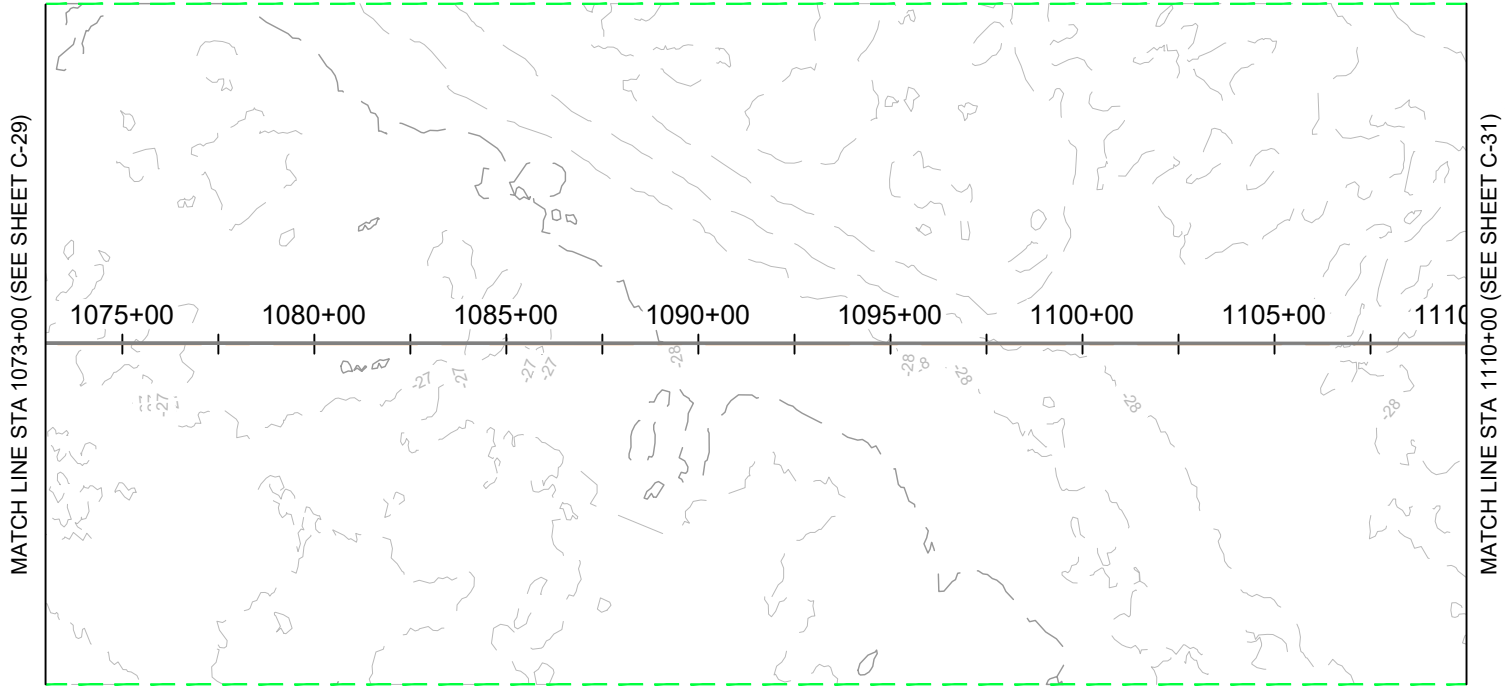 MATCH LINE STA 1073+00 (SEE SHEET C-29)
1075+00 1080+00 1085+00 1090+00 1095+00 1100+00 1105+00 1110
-27 -27 -27 -27 -28 -28 -8 -28 -28 -28
-27
MATCH LINE STA 1110+00 (SEE SHEET C-31)